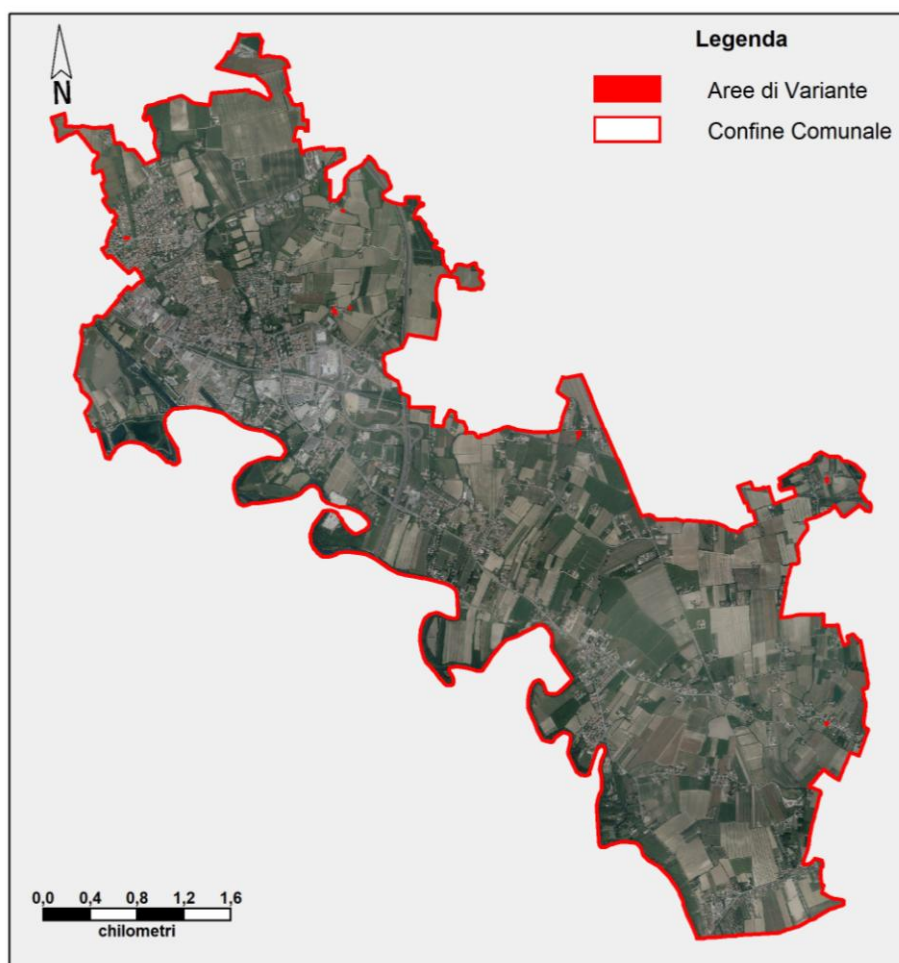 Legenda
N
Aree di Variante
Confine Comunale
0,0 0,4 0,8 1,2 1,6
chilometri